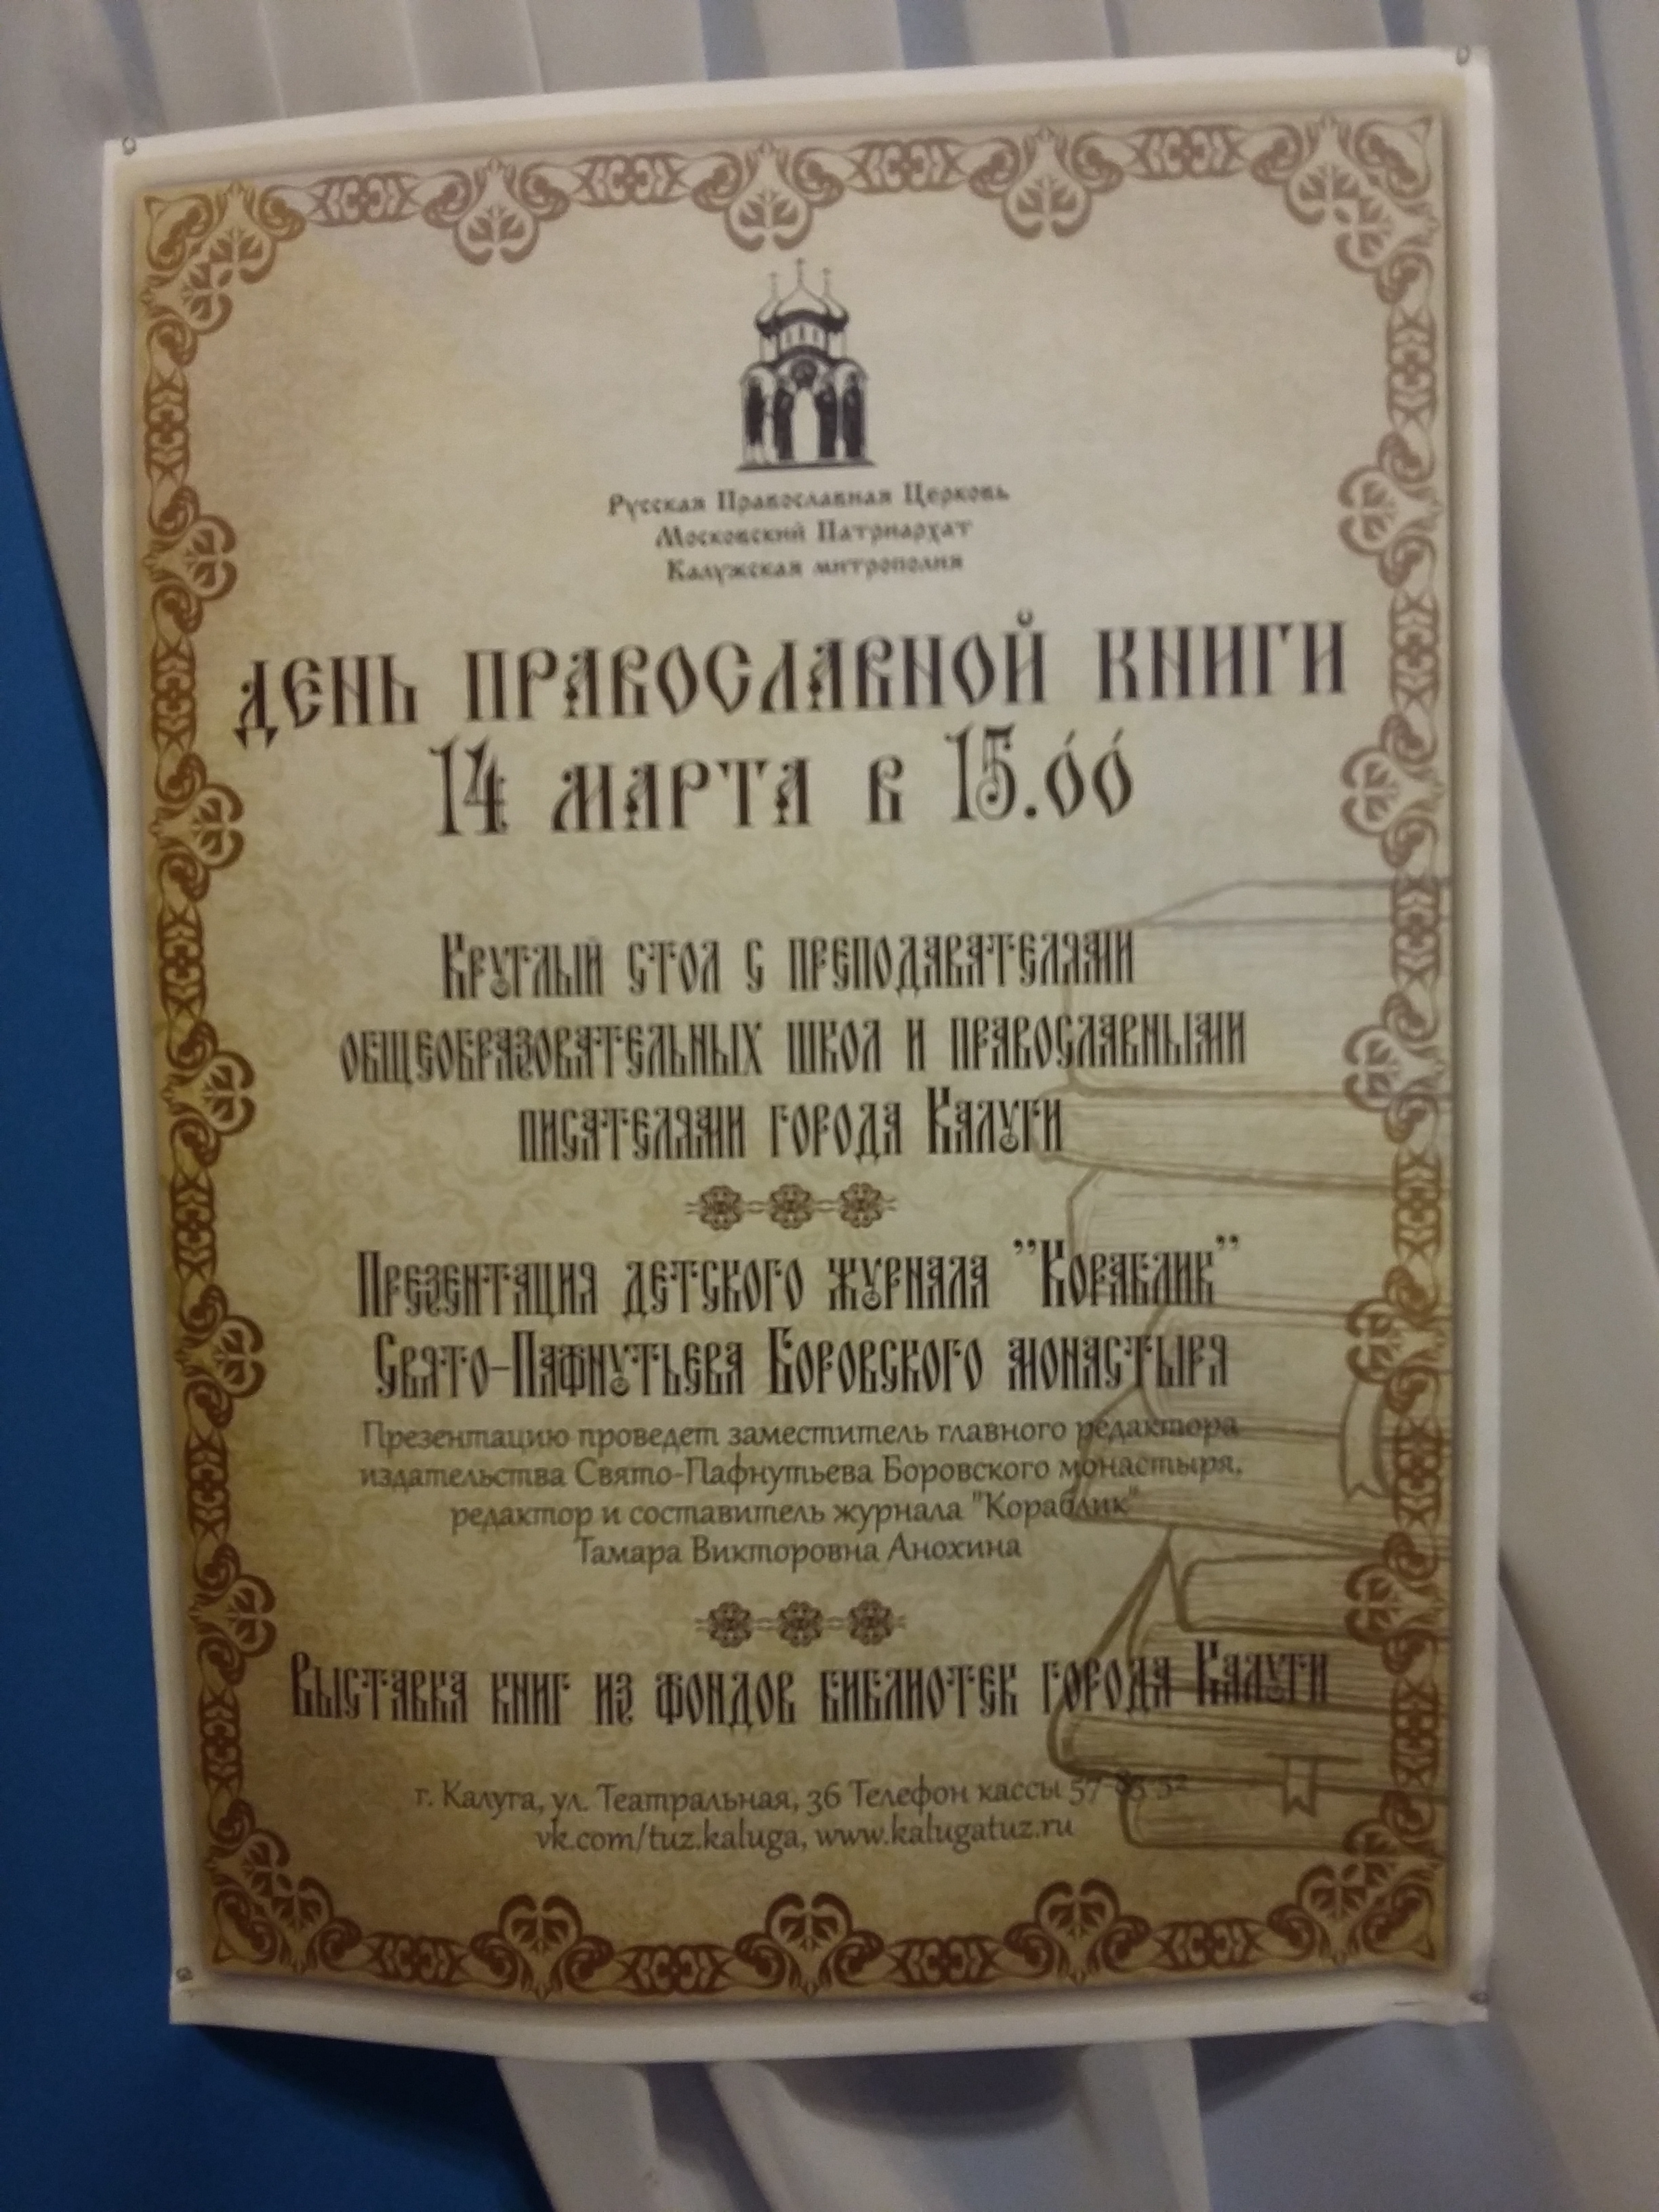 Русская Православная Церковь
Московский Патриархат
Калужская митрополия
День православной книги
14 марта в 15.00
Круглый стол с преподавателями
общеобразовательных школ и православными
писателями города Калуги
Презентация детского журнала "Кораблик"
Свято-Пафнутьева Боровского монастыря
Презентацию проведет заместитель главного редактора
издательства Свято-Пафнутьева Боровского монастыря,
редактор и составитель журнала "Кораблик"
Тамара Викторовна Анохина
Выставка книг из фондов библиотек города Калуги
г. Калуга, ул. Театральная, 36 Телефон кассы
vk.com/tuz.kaluga, www.kalugatuz.ru